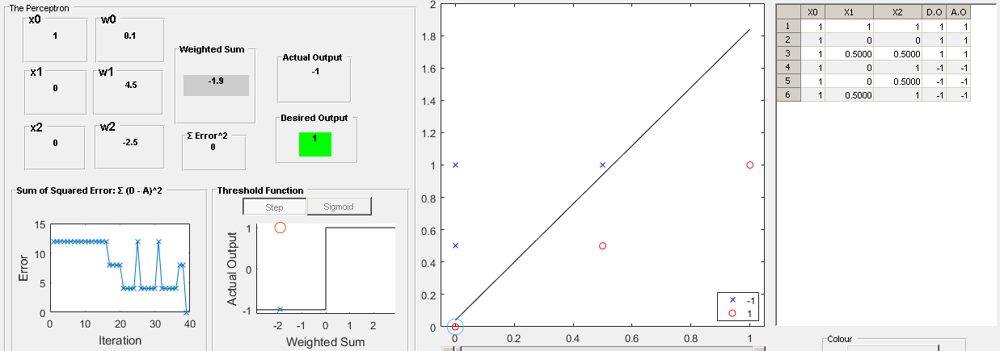 The Perceptron
x0 w0
1 0.1
x1 w1
0 4.5
x2 w2
0 -2.5
Weighted Sum
-1.9
Σ Error^2
0
Actual Output
-1
Desired Output
1
Sum of Squared Error: Σ (D - A)^2
15
10
5
0
Error
0 10 20 30 40
Iteration
Threshold Function
Step Sigmoid
1
0
-1
Actual Output
-2 0 2
Weighted Sum
2
1.8
1.6
1.4
1.2
1
0.8
0.6
0.4
0.2
0
0 0.2 0.4 0.6 0.8 1
-1
1
X0 X1 X2 D.O A.O
1 1 1 1 1 1
2 1 0 0 1 1
3 1 0.5000 0.5000 1 1
4 1 0 1 -1 -1
5 1 0 0.5000 -1 -1
6 1 0.5000 1 -1 -1
Colour